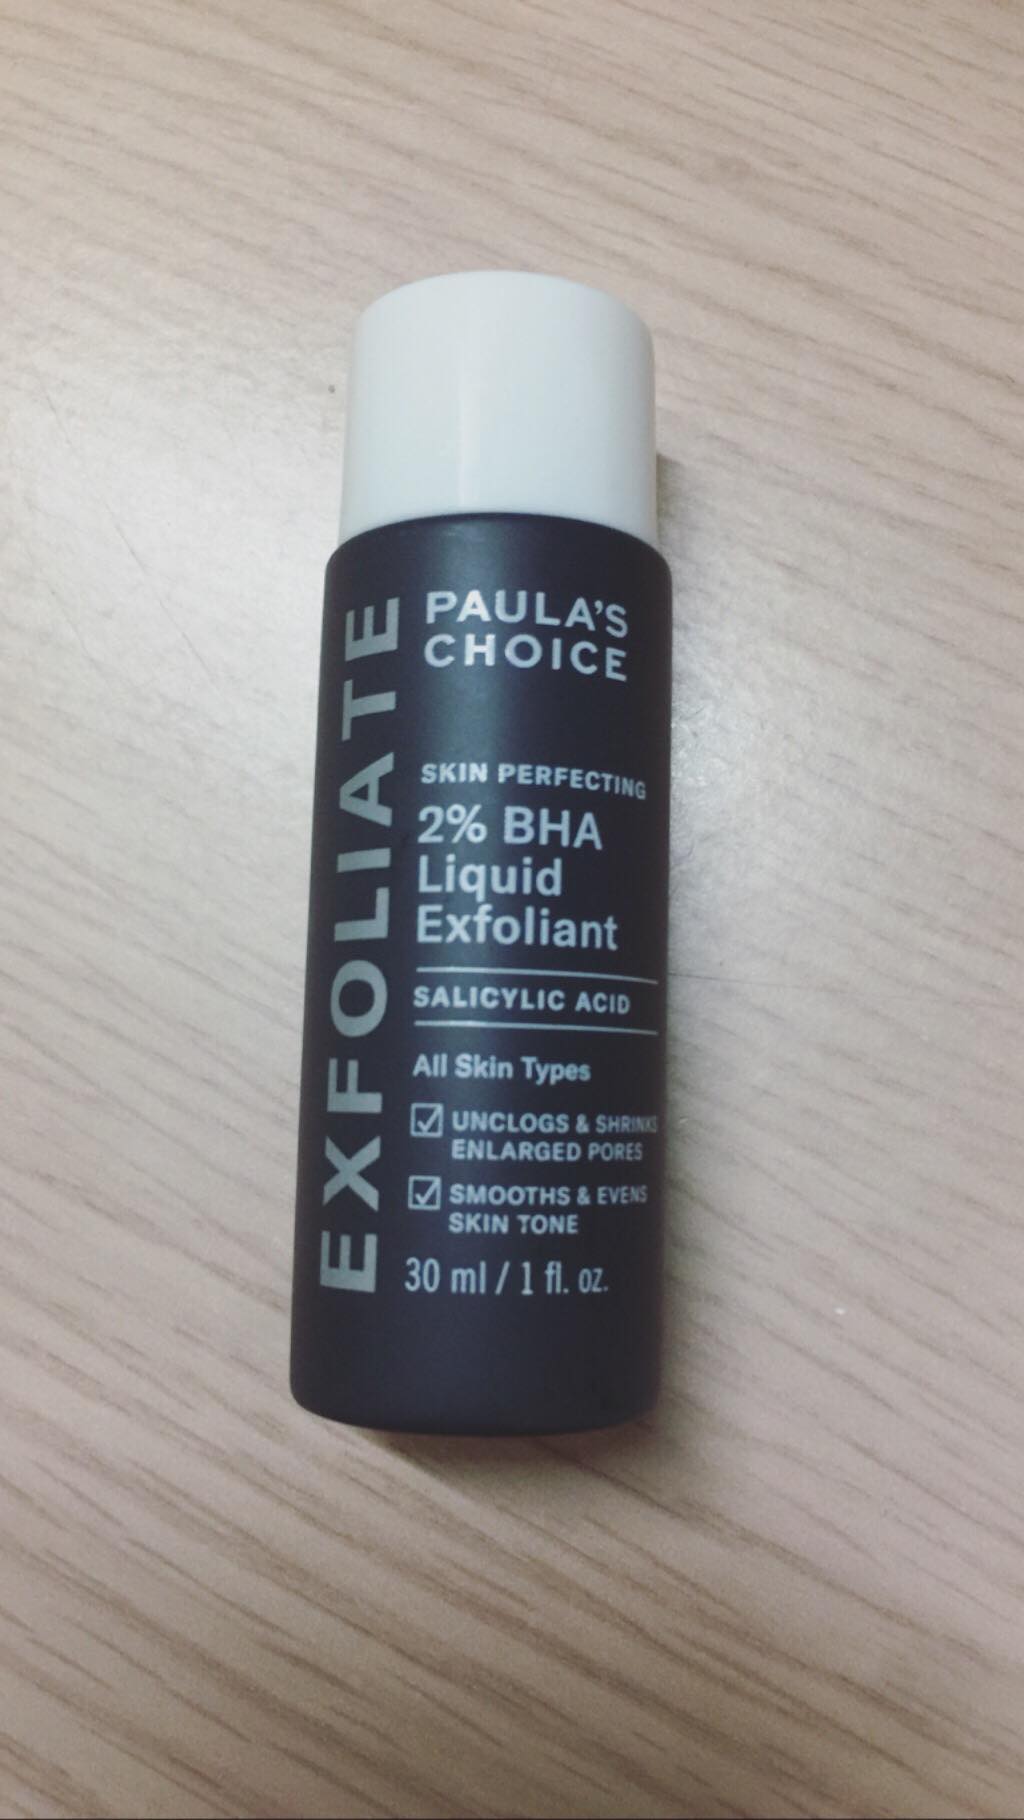 EXFOLIATE
PAULA'S
CHOICE
SKIN PERFECTING
2% BHA
Liquid
Exfoliant
SALICYLIC ACID
All Skin Types
UNCLOGS & SHRINKS
ENLARGED PORES
SMOOTHS & EVENS
SKIN TONE
30 ml / 1 fl. oz.